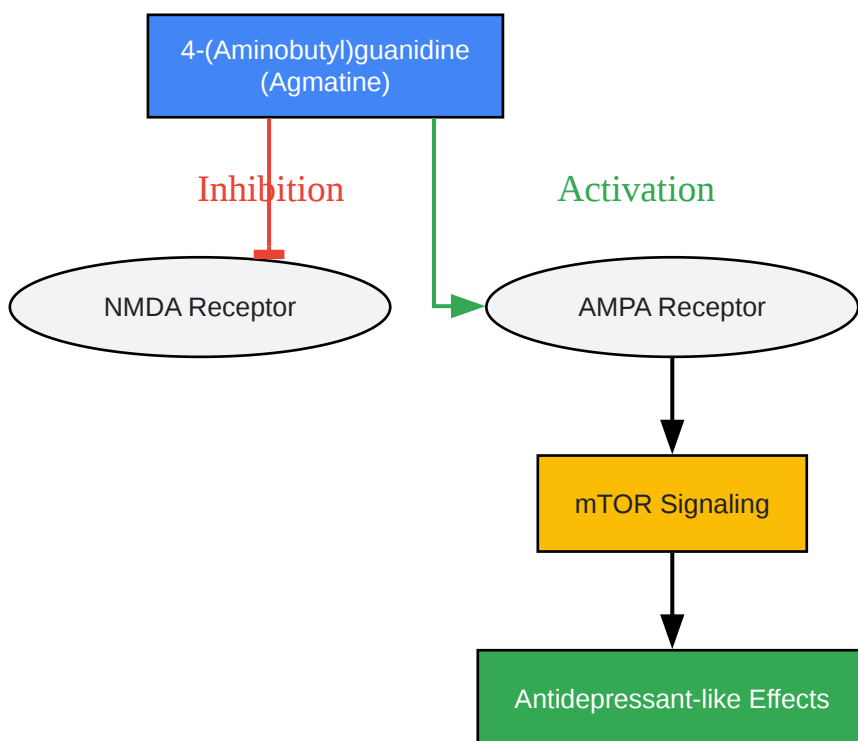 4-(Aminobutyl)guanidine
(Agmatine)
Inhibition
Activation
NMDA Receptor
AMPA Receptor
mTOR Signaling
Antidepressant-like Effects